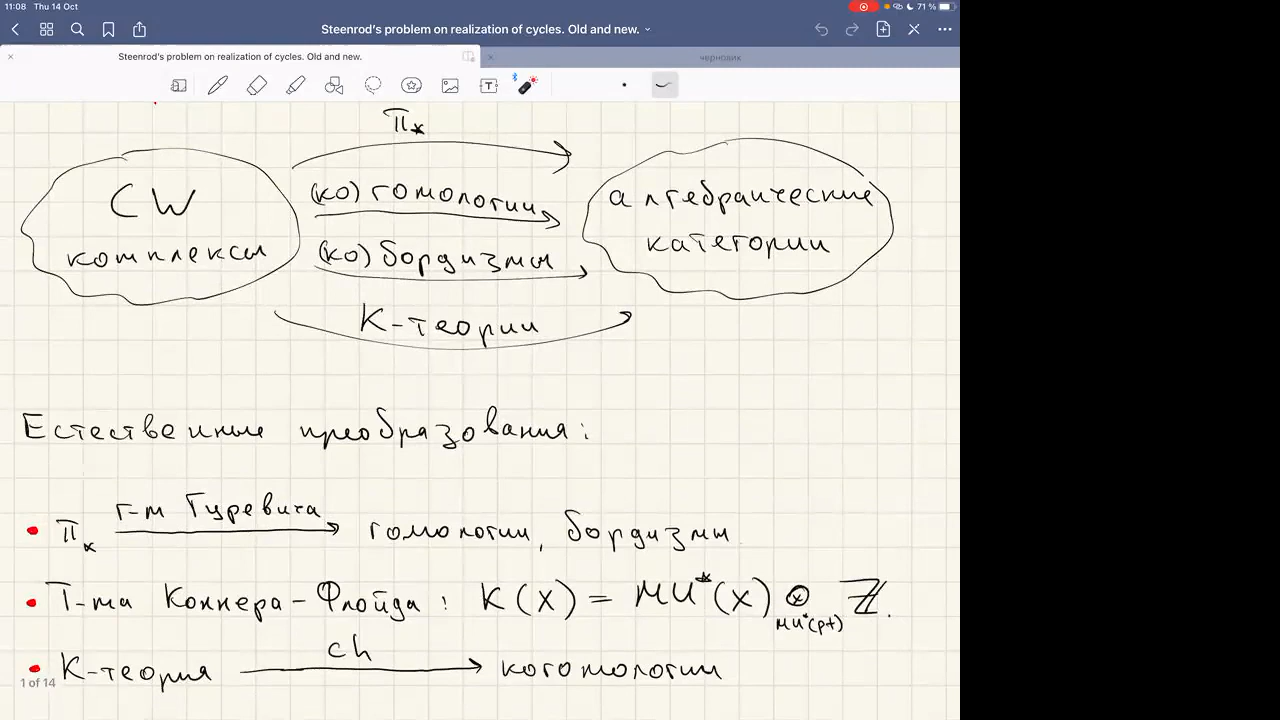 11:08 Thu 14 Oct
71 %
Steenrod's problem on realization of cycles. Old and new.
Steenrod's problem on realization of cycles. Old and new.
черновик
π*
CW
комплексы
(ко) гомологии
(ко) бордизмы
К-теории
алгебраические
категории
Естественные преобразования:
• π* г-м Гуревича гомологии, бордизмы
• Т-ма Коннера-Флойда: K(X) = MU*(X) ⊗ ℤ.
MU*(pt)
• К-теория ch когомологии
1 of 14